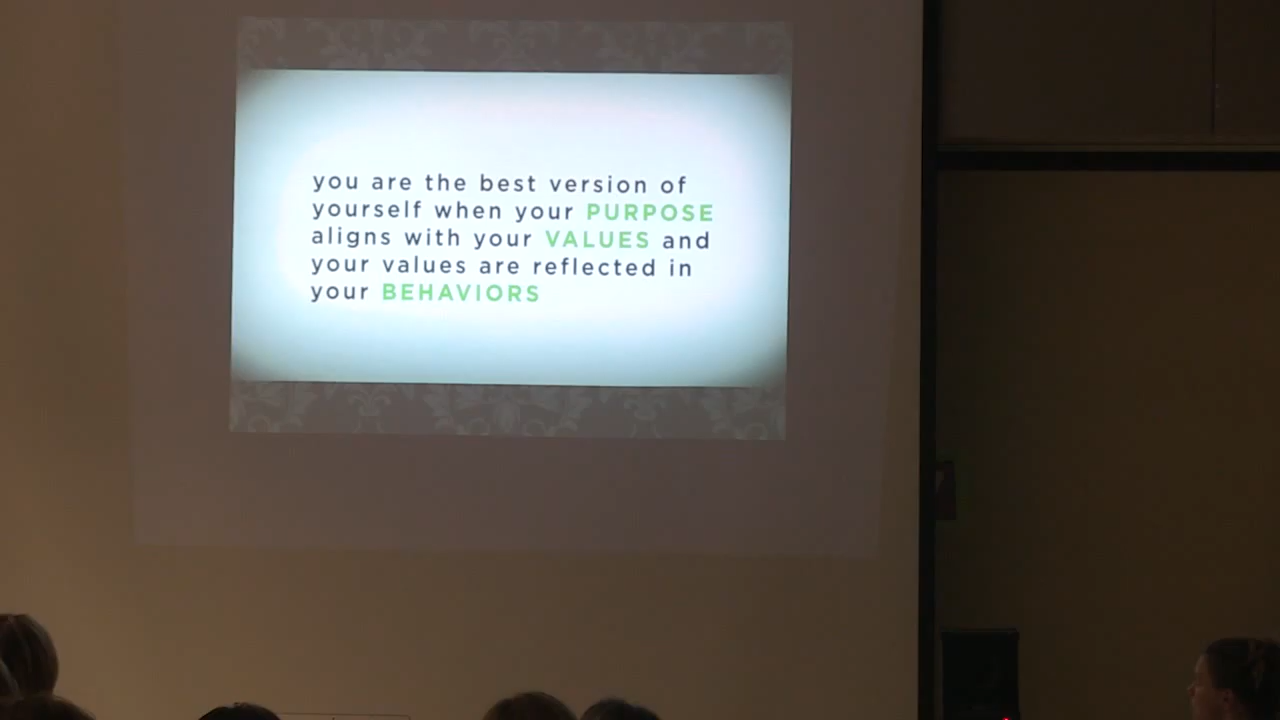 you are the best version of
yourself when your PURPOSE
aligns with your VALUES and
your values are reflected in
your BEHAVIORS